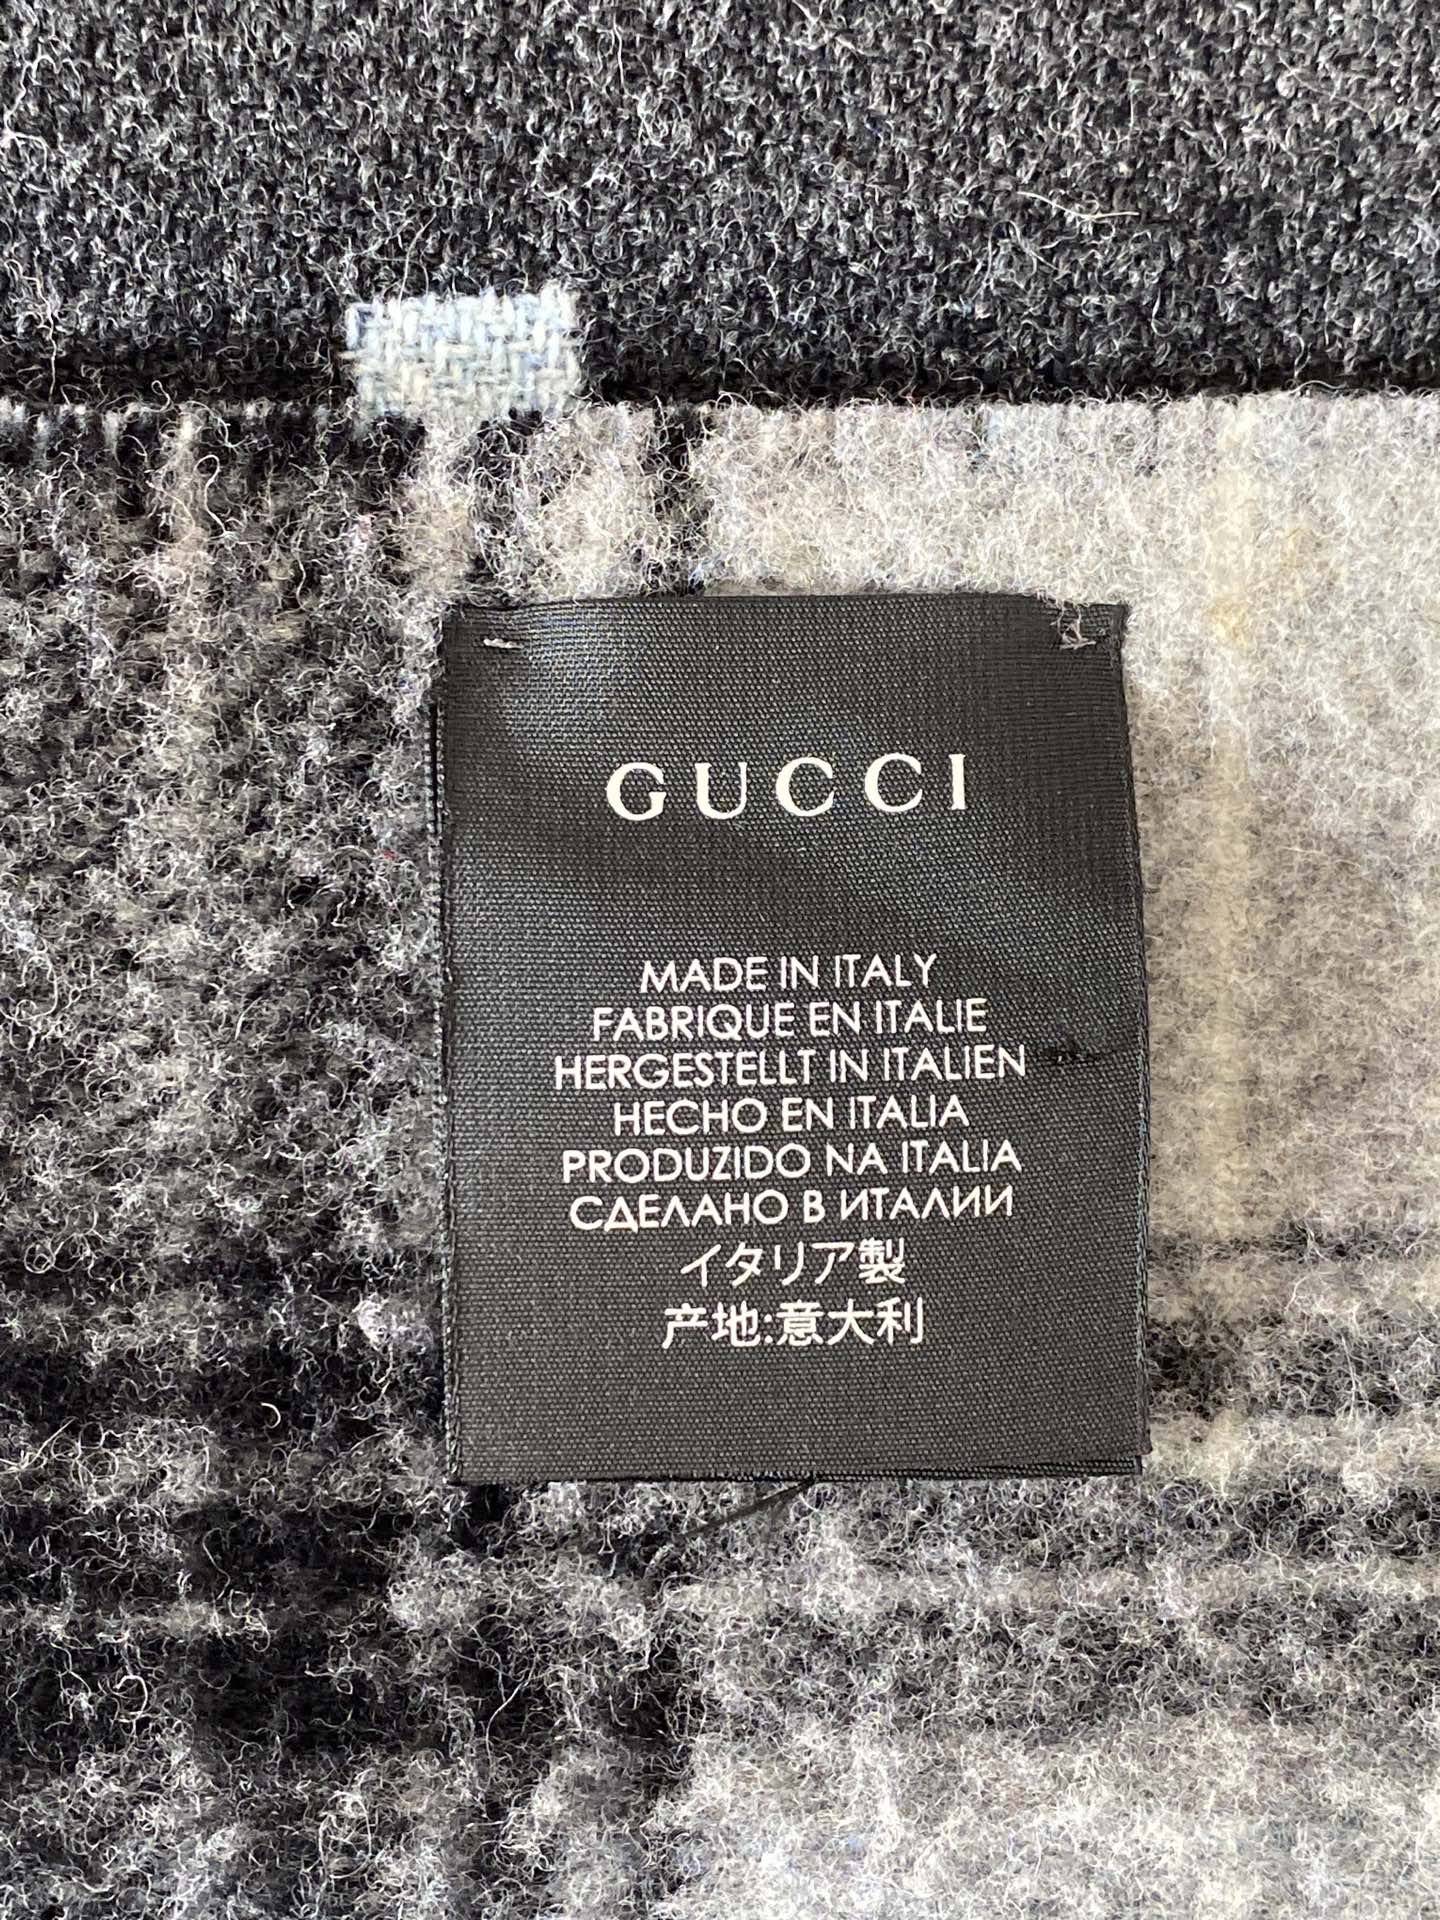 GUCCI
MADE IN ITALY
FABRIQUE EN ITALIE
HERGESTELLT IN ITALIEN
HECHO EN ITALIA
PRODUZIDO NA ITALIA
СДЕЛАНО В ИТАЛИИ
イタリア製
产地:意大利